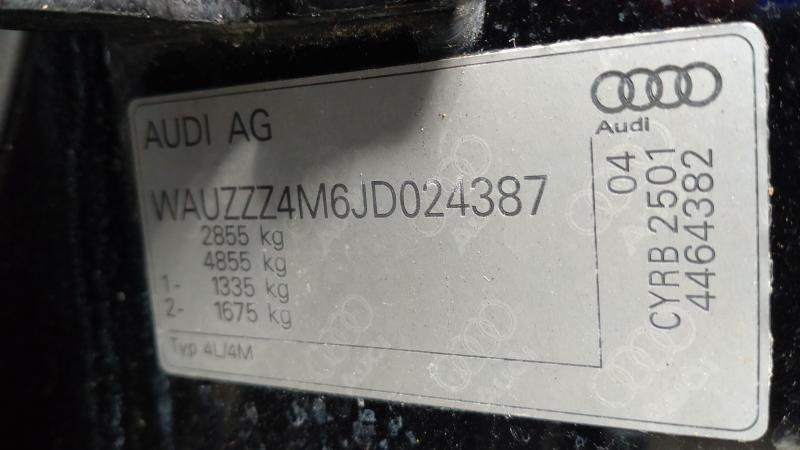 AUDI AG
WAUZZZ4M6JD024387
2855 kg
4855 kg
1- 1335 kg
2- 1675 kg
Typ 4L/4M
Audi
04
CYRB 2501
4464382